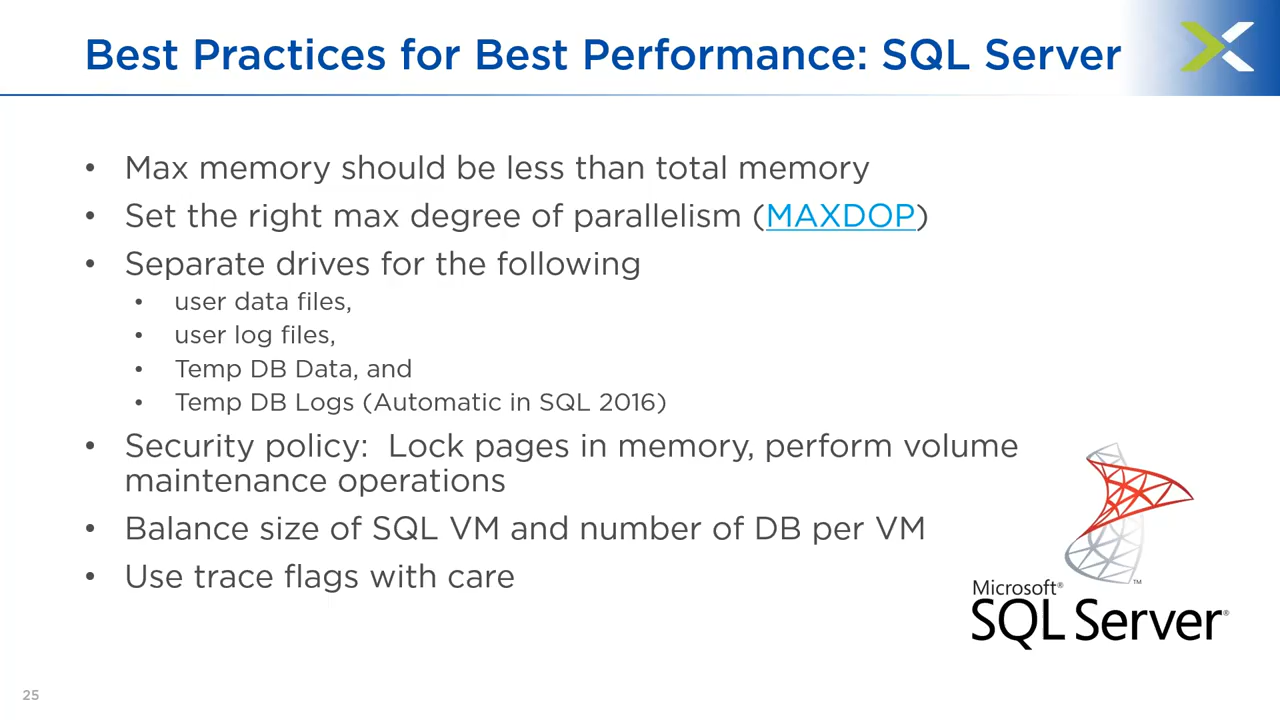 Best Practices for Best Performance: SQL Server
• Max memory should be less than total memory
• Set the right max degree of parallelism (MAXDOP)
• Separate drives for the following
• user data files,
• user log files,
• Temp DB Data, and
• Temp DB Logs (Automatic in SQL 2016)
• Security policy:  Lock pages in memory, perform volume
maintenance operations
• Balance size of SQL VM and number of DB per VM
• Use trace flags with care
™
Microsoft®
SQL Server®
25